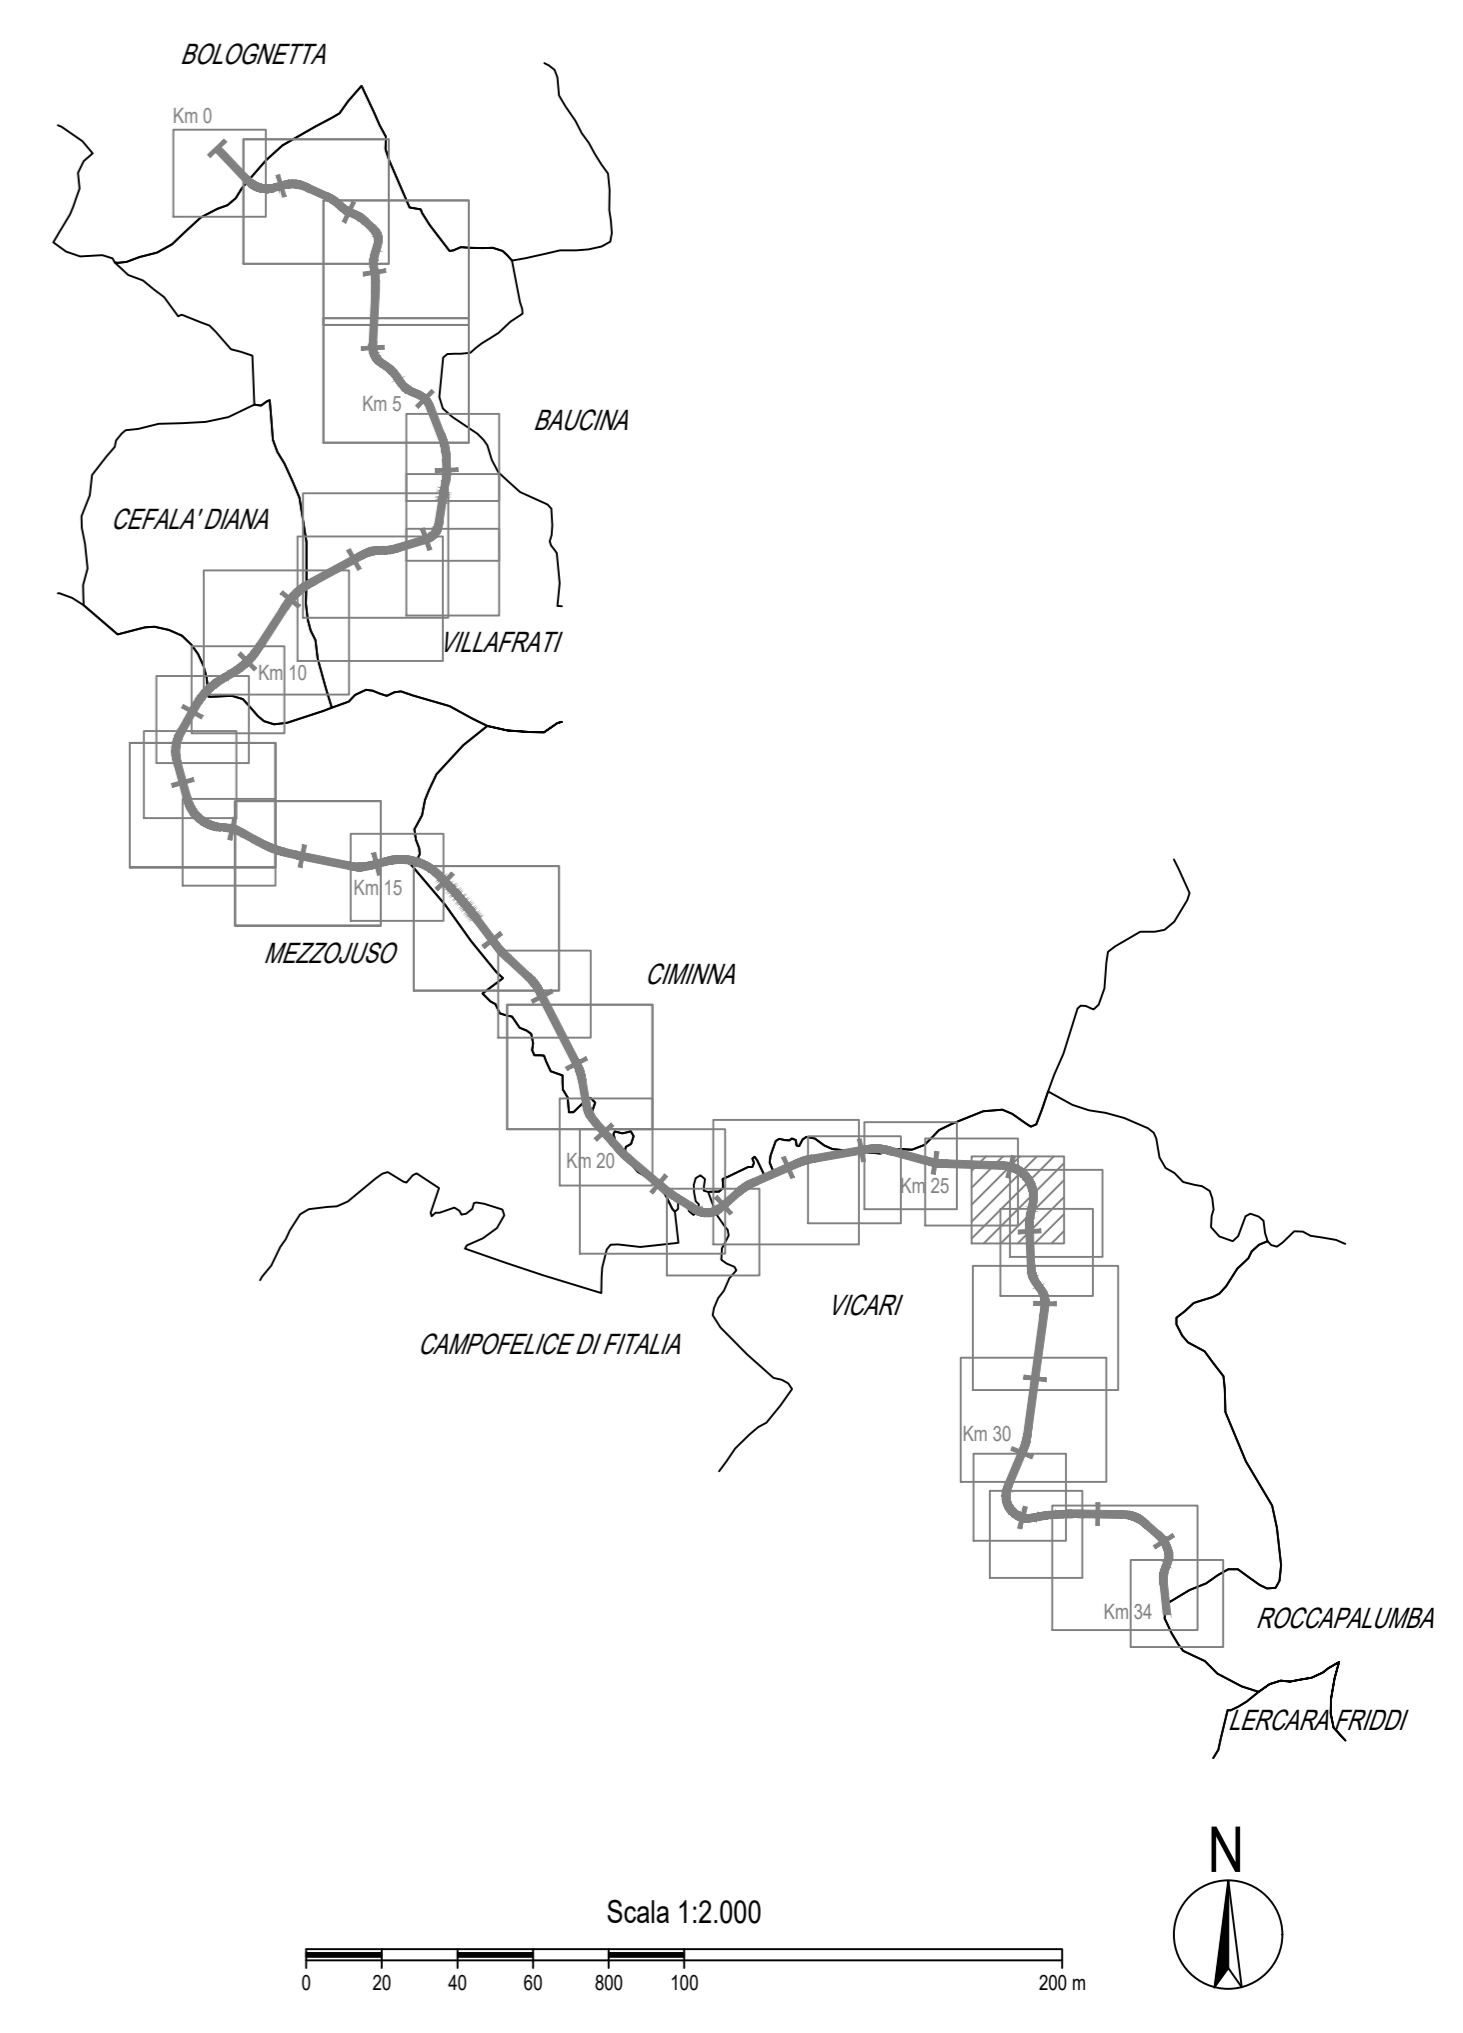 BOLOGNETTA
Km 0
Km 5
BAUCINA
CEFALA' DIANA
VILLAFRATI
Km 10
Km 15
MEZZOJUSO
CIMINNA
Km 20
Km 25
VICARI
CAMPOFELICE DI FITALIA
Km 30
Km 34
ROCCAPALUMBA
LERCARA FRIDDI
N
Scala 1:2.000
0 20 40 60 800 100 200 m